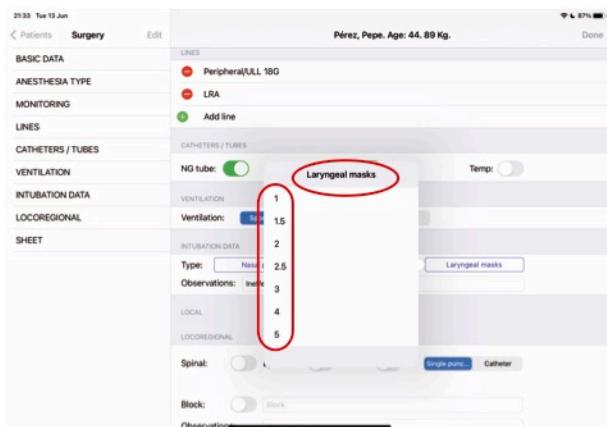 21:33 Tue 13 Jun
87%
Patients Surgery Edit
Pérez, Pepe. Age: 44. 89 Kg.
Done
BASIC DATA
ANESTHESIA TYPE
MONITORING
LINES
CATHETERS / TUBES
VENTILATION
INTUBATION DATA
LOCOREGIONAL
SHEET
LINES
Peripheral/ULL 18G
LRA
Add line
CATHETERS / TUBES
NG tube:
Temp:
VENTILATION
Ventilation:
INTUBATION DATA
Type:
Laryngeal masks
Observations:
LOCAL
LOCOREGIONAL
Spinal:
Single punc...
Catheter
Block:
Block
Laryngeal masks
1
1.5
2
2.5
3
4
5